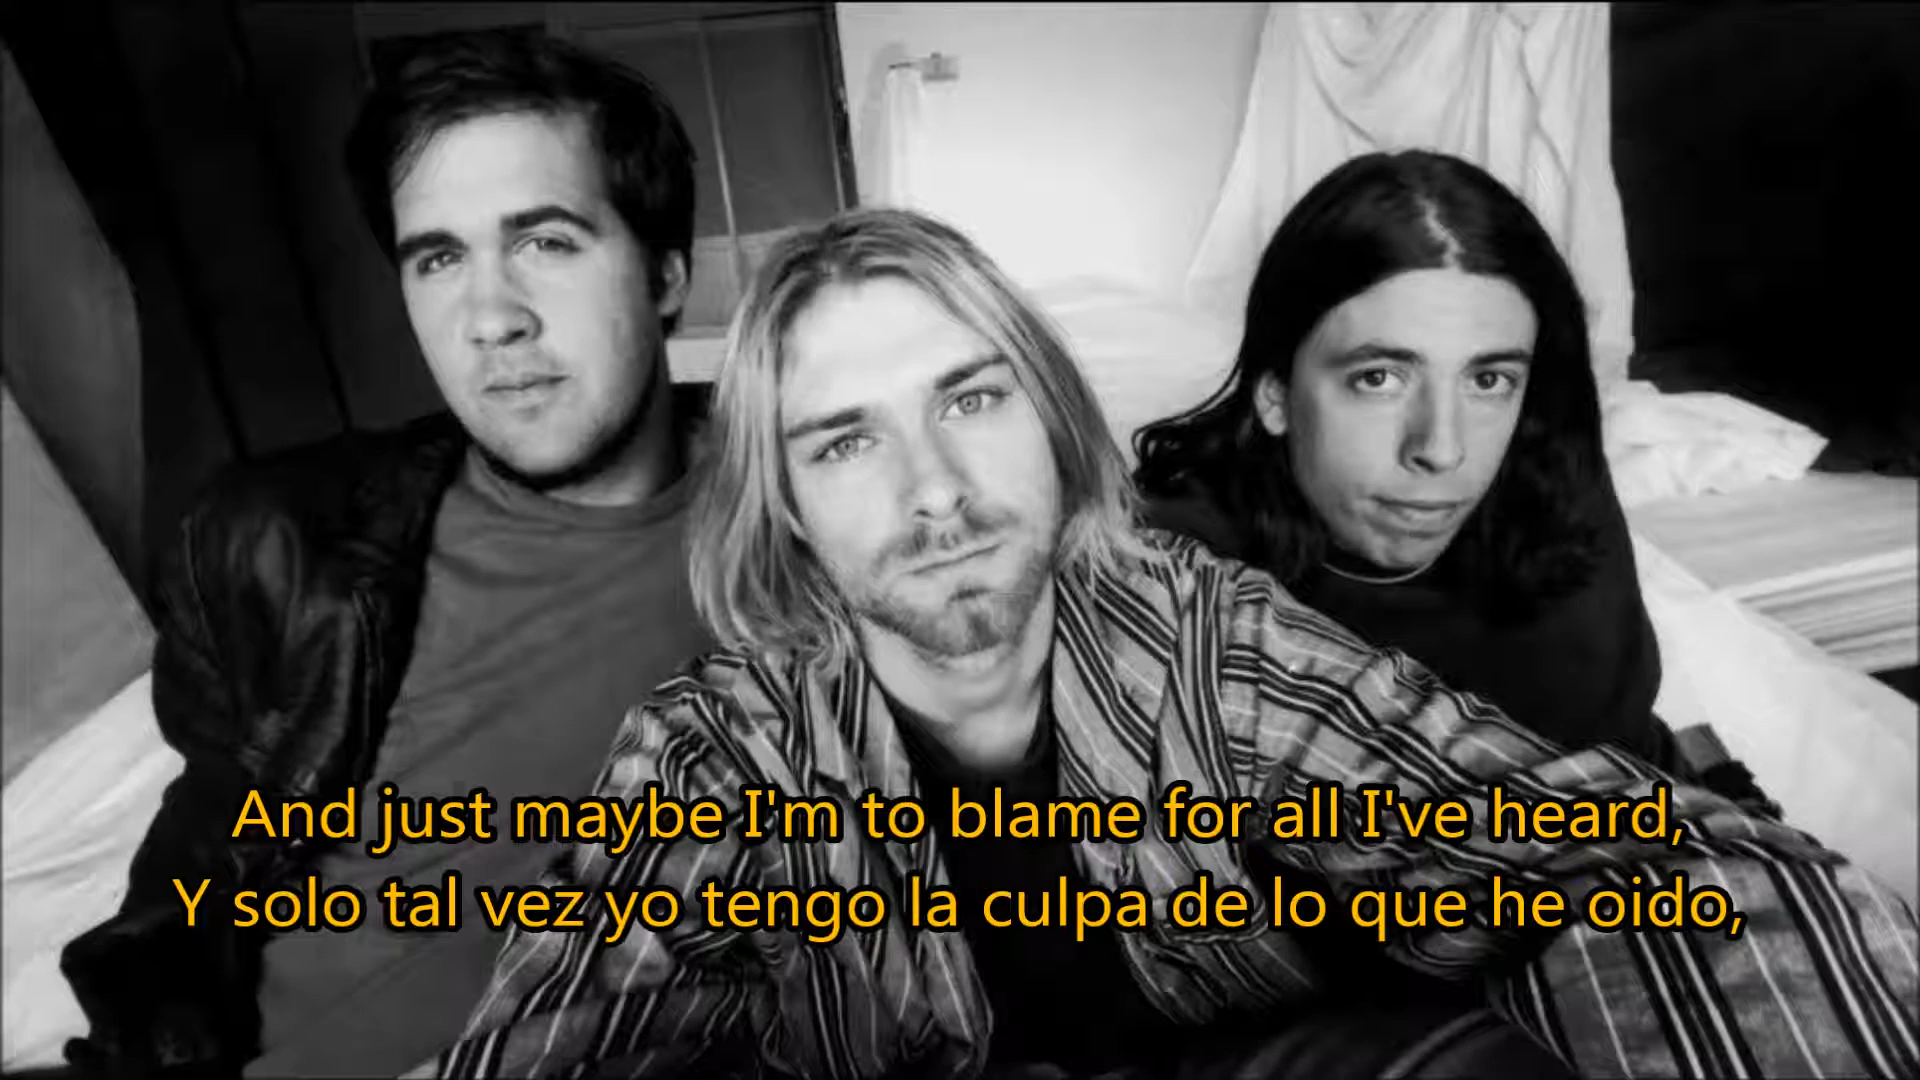 And just maybe I'm to blame for all I've heard,
Y solo tal vez yo tengo la culpa de lo que he oido,